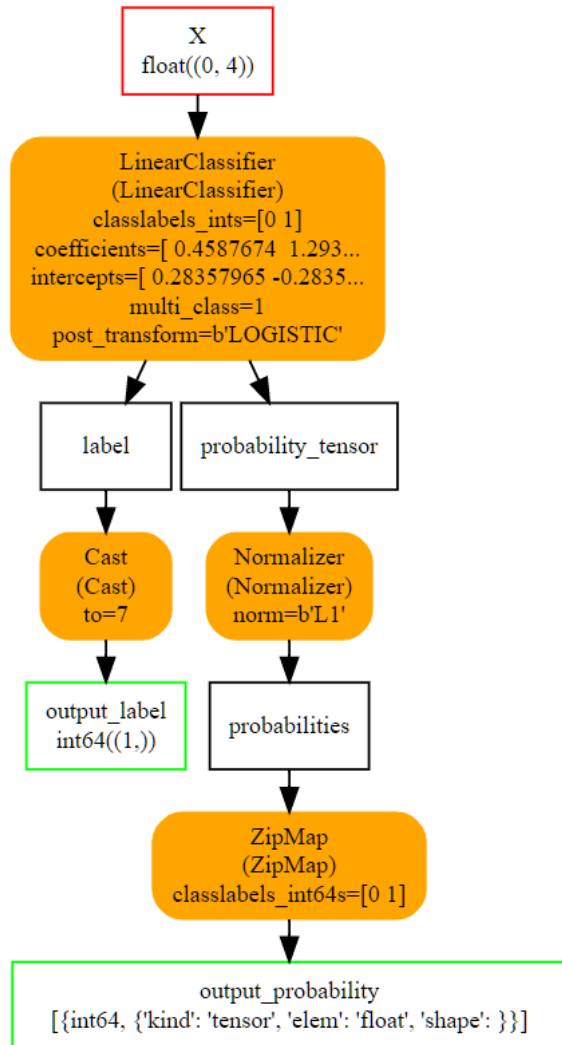 X
float((0, 4))
LinearClassifier
(LinearClassifier)
classlabels_ints=[0 1]
coefficients=[ 0.4587674  1.293...
intercepts=[ 0.28357965 -0.2835...
multi_class=1
post_transform=b'LOGISTIC'
label
probability_tensor
Cast
(Cast)
to=7
Normalizer
(Normalizer)
norm=b'L1'
output_label
int64((1,))
probabilities
ZipMap
(ZipMap)
classlabels_int64s=[0 1]
output_probability
[{int64, {'kind': 'tensor', 'elem': 'float', 'shape': }}]